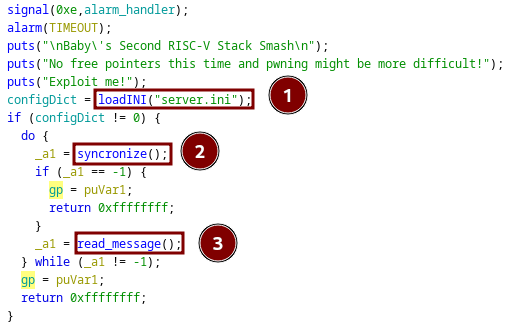 signal(0xe,alarm_handler);
alarm(TIMEOUT);
puts("\nBaby\'s Second RISC-V Stack Smash\n");
puts("No free pointers this time and pwning might be more difficult!");
puts("Exploit me!");
configDict = loadINI("server.ini"); 1
if (configDict != 0) {
do {
_a1 = syncronize(); 2
if (_a1 == -1) {
gp = puVar1;
return 0xffffffff;
}
_a1 = read_message(); 3
} while (_a1 != -1);
gp = puVar1;
return 0xffffffff;
}